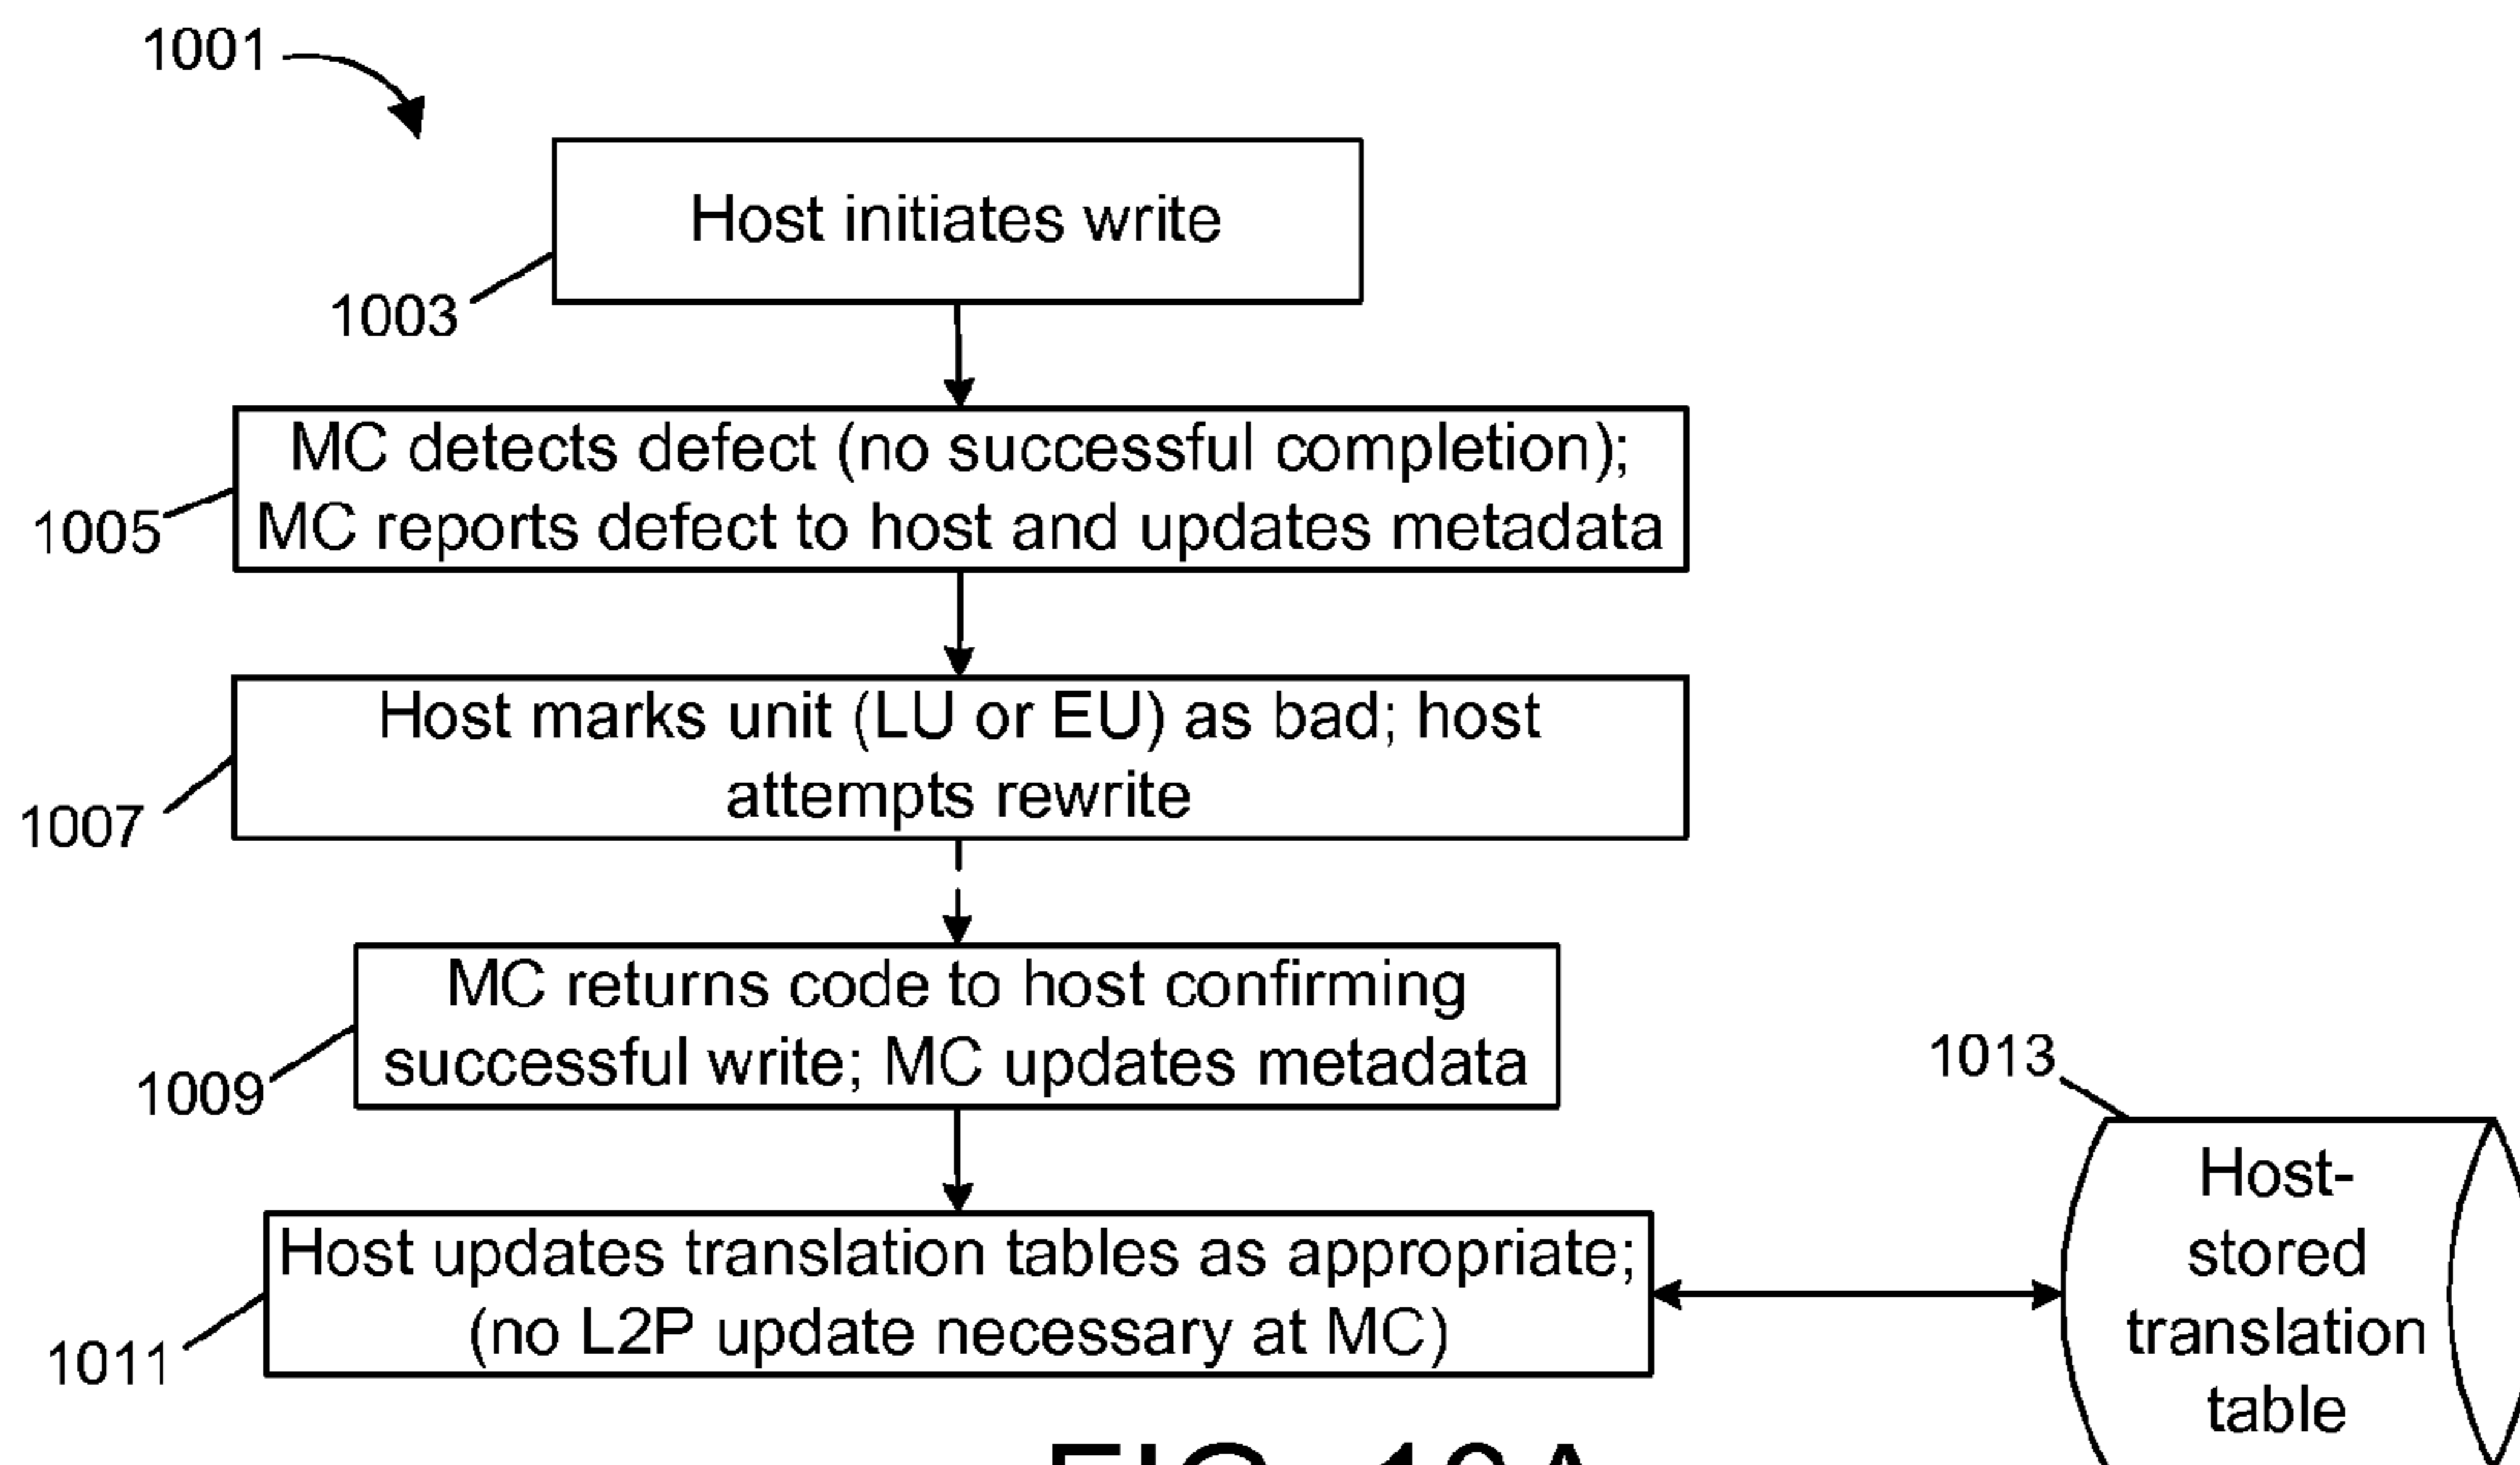 1001
Host initiates write
1003
MC detects defect (no successful completion);
MC reports defect to host and updates metadata
1005
Host marks unit (LU or EU) as bad; host
attempts rewrite
1007
MC returns code to host confirming
successful write; MC updates metadata
1009
1013
Host-
stored
translation
table
Host updates translation tables as appropriate;
(no L2P update necessary at MC)
1011
FIG. 10A